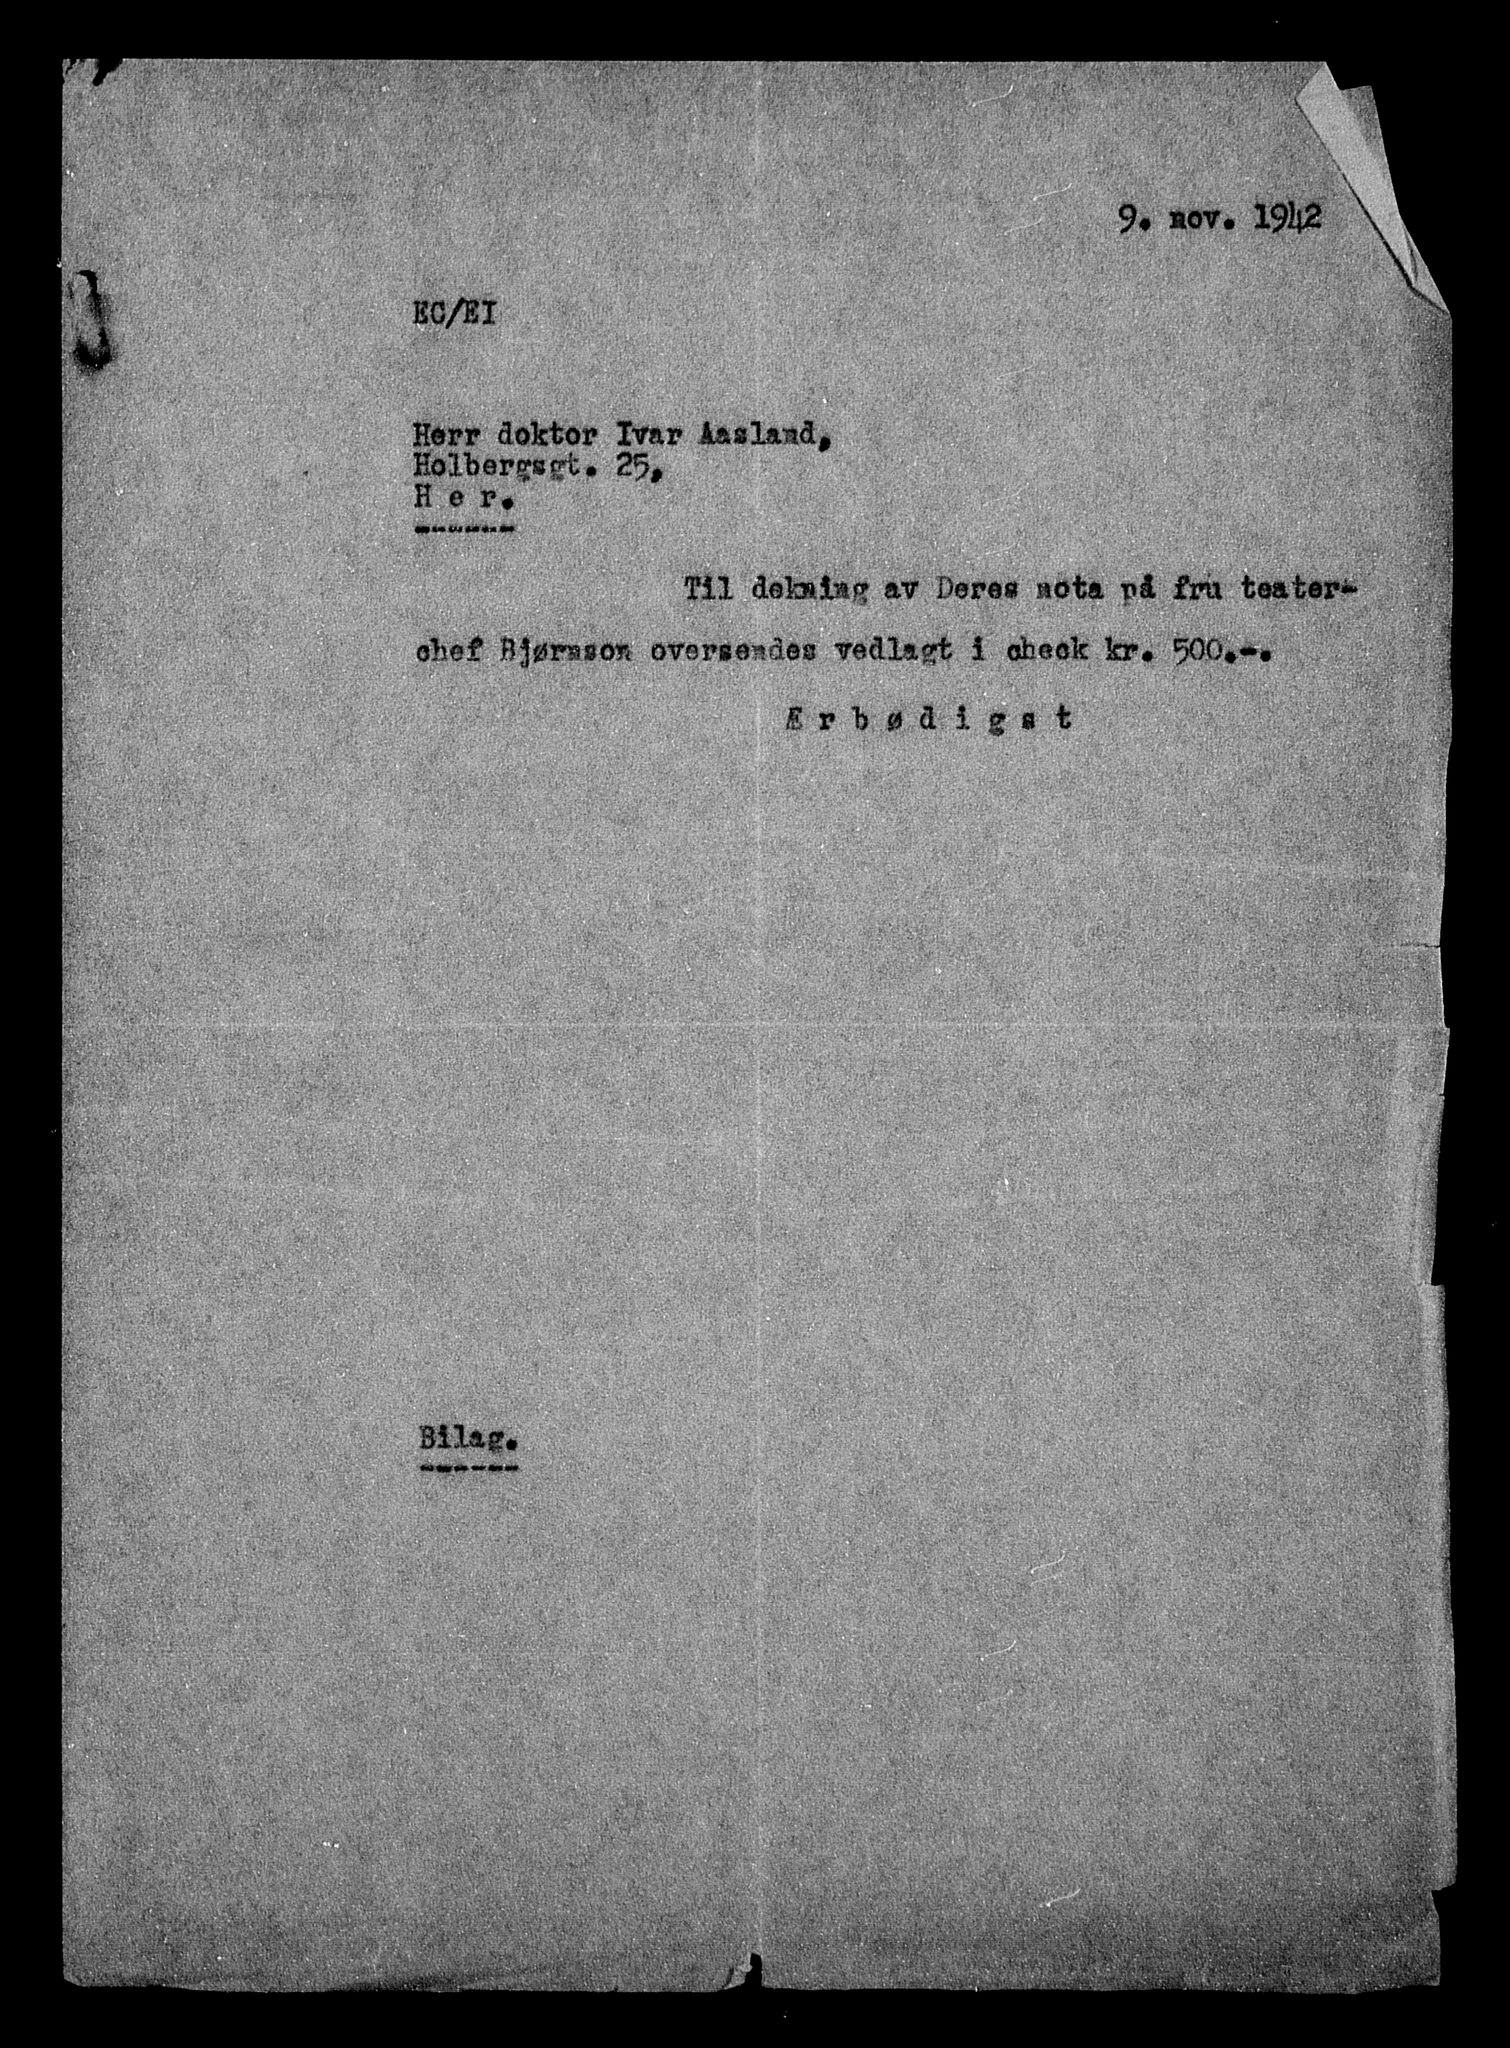 9. nov. 1942
EC/EI
Herr doktor Ivar Aasland,
Holbergsgt. 25,
H e r.
Til dekning av Deres nota på fru teater-
chef Bjørnson oversendes vedlagt i check kr. 500.-.
Æ r b ø d i g s t
Bilag.